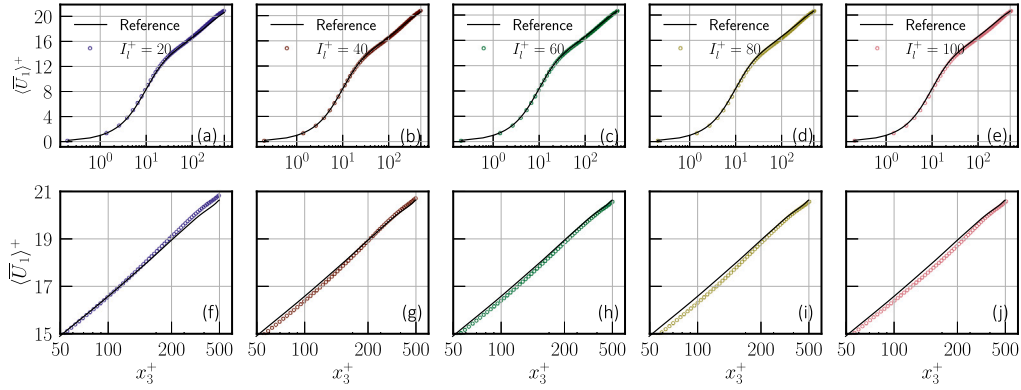 ⟨U̅₁⟩⁺
20
16
12
8
4
0
Reference
I_l⁺ = 20
(a)
10⁰ 10¹ 10²
Reference
I_l⁺ = 40
(b)
10⁰ 10¹ 10²
Reference
I_l⁺ = 60
(c)
10⁰ 10¹ 10²
Reference
I_l⁺ = 80
(d)
10⁰ 10¹ 10²
Reference
I_l⁺ = 100
(e)
10⁰ 10¹ 10²
⟨U̅₁⟩⁺
21
19
17
15
(f)
50 100 200 500
x₃⁺
(g)
50 100 200 500
x₃⁺
(h)
50 100 200 500
x₃⁺
(i)
50 100 200 500
x₃⁺
(j)
50 100 200 500
x₃⁺